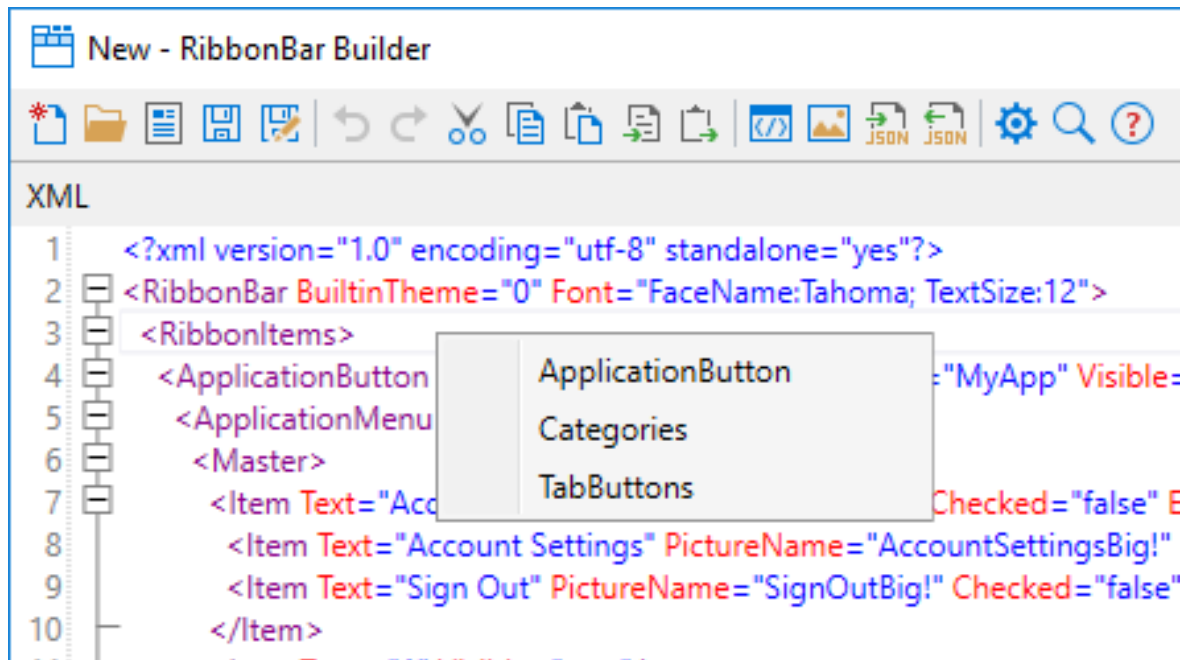 New - RibbonBar Builder
JSON JSON
XML
1 <?xml version="1.0" encoding="utf-8" standalone="yes"?>
2 <RibbonBar BuiltinTheme="0" Font="FaceName:Tahoma; TextSize:12">
3 <RibbonItems>
4 <ApplicationButton "MyApp" Visible=
5 <ApplicationMenu
6 <Master>
7 <Item Text="Acc Checked="false" E
8 <Item Text="Account Settings" PictureName="AccountSettingsBig!"
9 <Item Text="Sign Out" PictureName="SignOutBig!" Checked="false"
10 </Item>
ApplicationButton
Categories
TabButtons